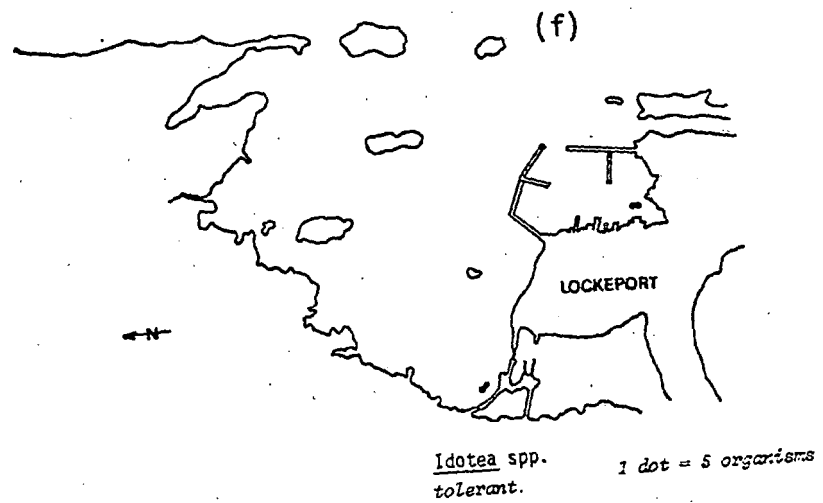 (f)
LOCKEPORT
N
Idotea spp. 1 dot = 5 organisms
tolerant.